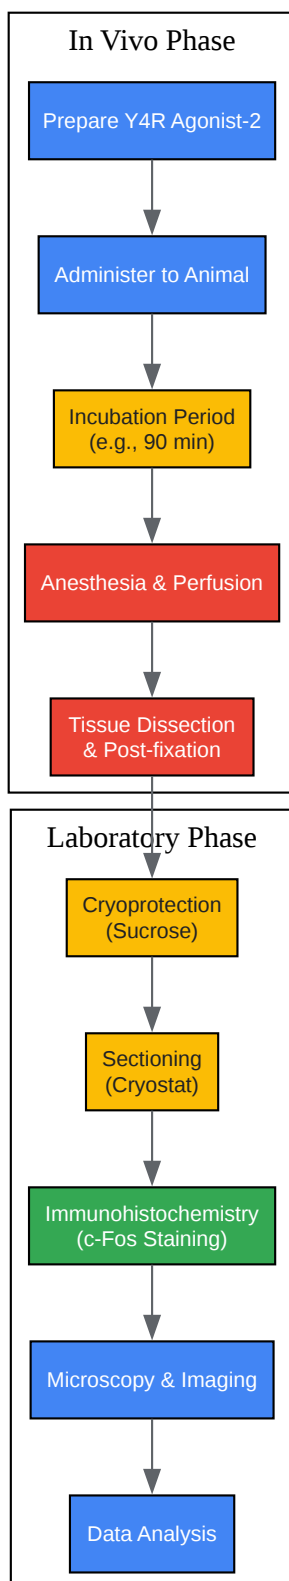 In Vivo Phase
Prepare Y4R Agonist-2
Administer to Animal
Incubation Period
(e.g., 90 min)
Anesthesia & Perfusion
Tissue Dissection
& Post-fixation
Laboratory Phase
Cryoprotection
(Sucrose)
Sectioning
(Cryostat)
Immunohistochemistry
(c-Fos Staining)
Microscopy & Imaging
Data Analysis